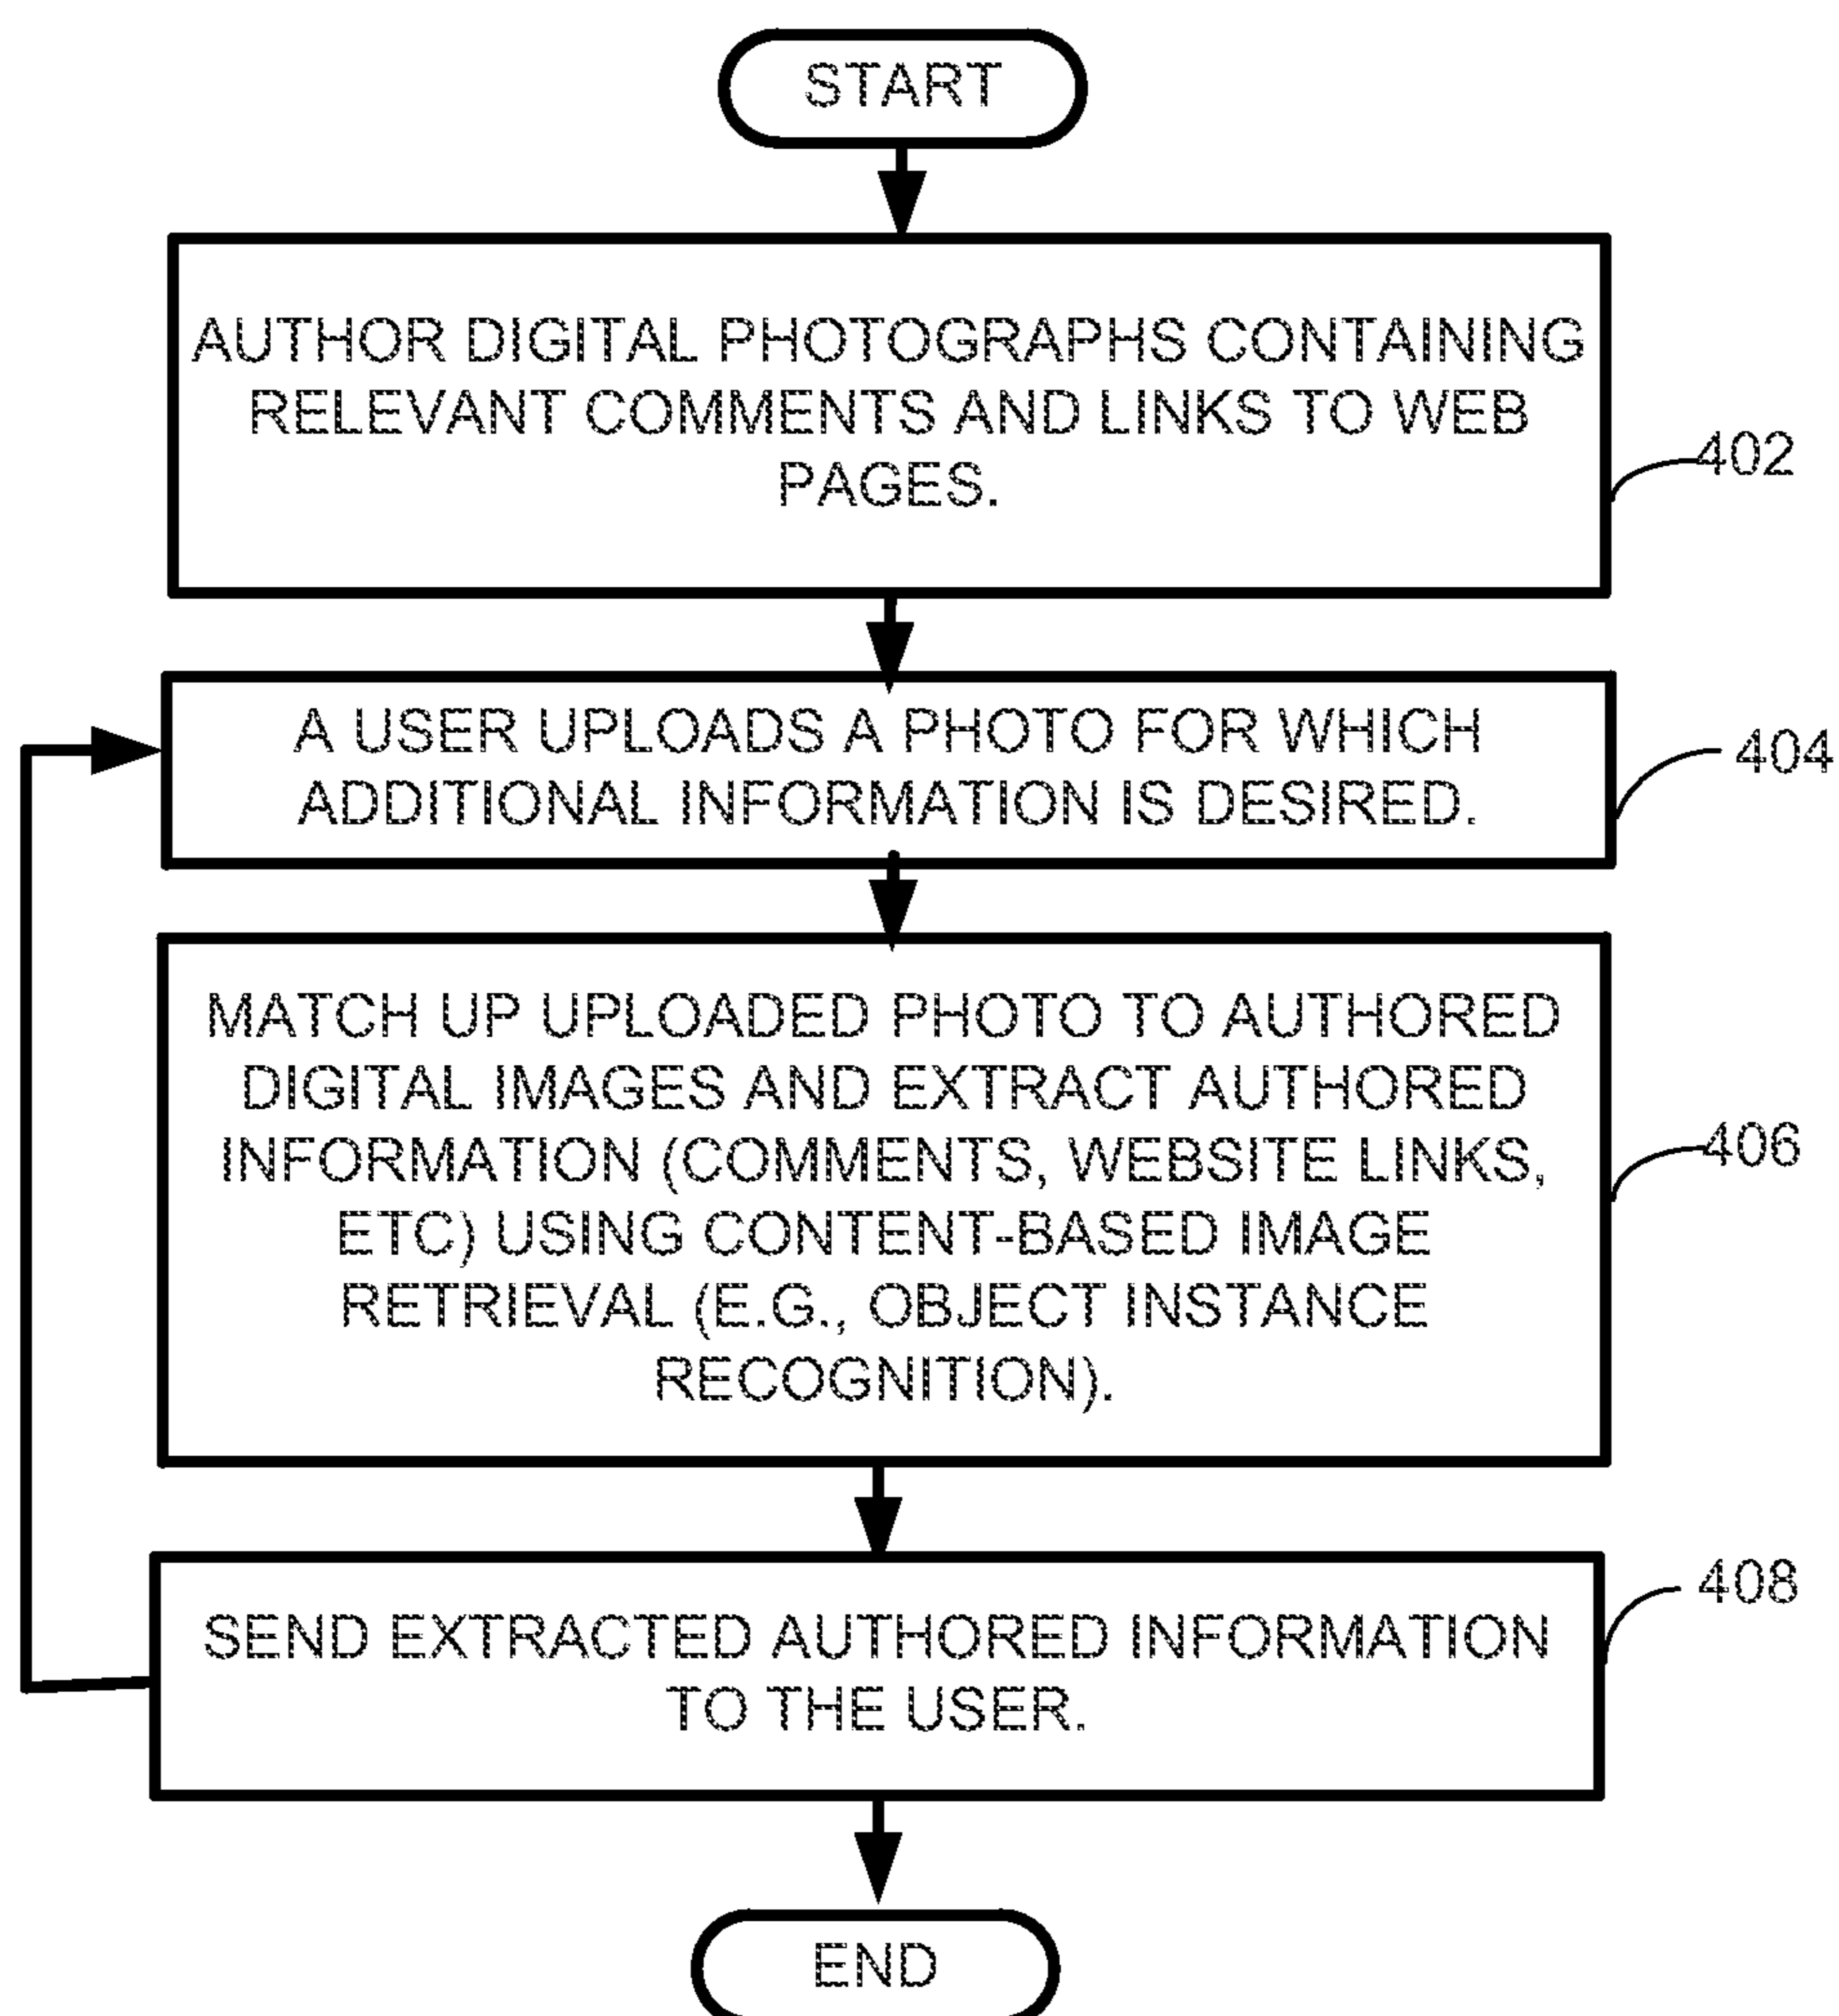 START
AUTHOR DIGITAL PHOTOGRAPHS CONTAINING
RELEVANT COMMENTS AND LINKS TO WEB
PAGES.
402
A USER UPLOADS A PHOTO FOR WHICH
ADDITIONAL INFORMATION IS DESIRED.
404
MATCH UP UPLOADED PHOTO TO AUTHORED
DIGITAL IMAGES AND EXTRACT AUTHORED
INFORMATION (COMMENTS, WEBSITE LINKS,
ETC) USING CONTENT-BASED IMAGE
RETRIEVAL (E.G., OBJECT INSTANCE
RECOGNITION).
406
SEND EXTRACTED AUTHORED INFORMATION
TO THE USER.
408
END